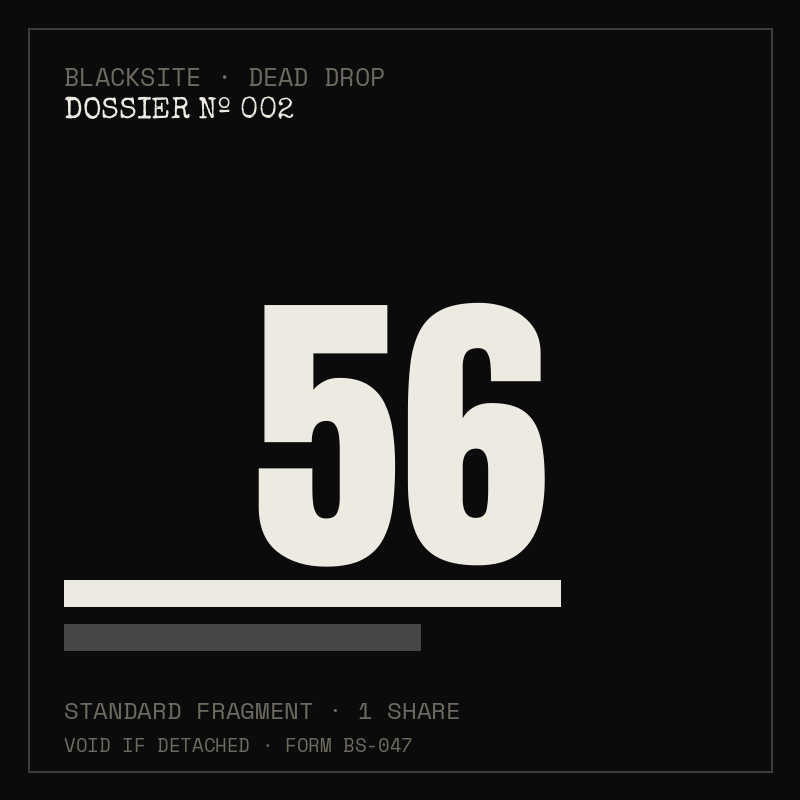 BLACKSITE · DEAD DROP
DOSSIER Nº 002
56
STANDARD FRAGMENT · 1 SHARE
VOID IF DETACHED · FORM BS-047